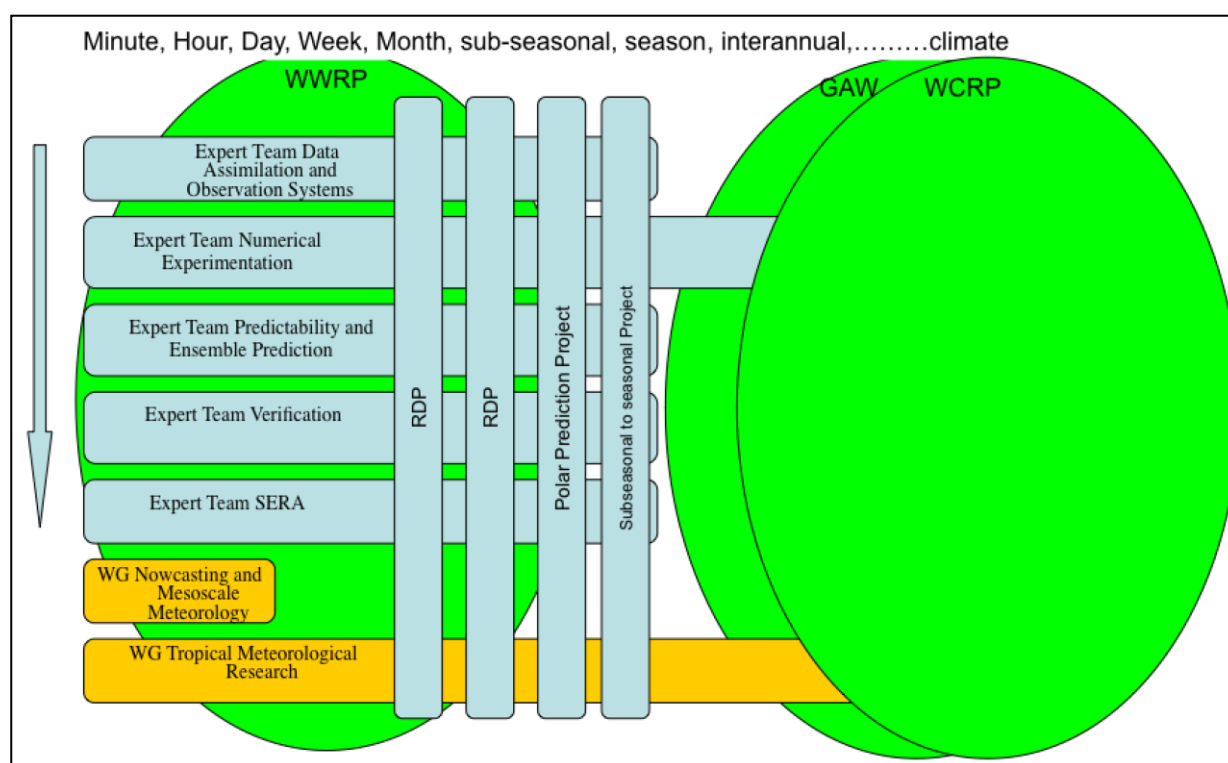 Minute, Hour, Day, Week, Month, sub-seasonal, season, interannual,.........climate
WWRP
GAW
WCRP
Expert Team Data
Assimilation and
Observation Systems
Expert Team Numerical
Experimentation
Expert Team Predictability and
Ensemble Prediction
Expert Team Verification
Expert Team SERA
WG Nowcasting and
Mesoscale
Meteorology
WG Tropical Meteorological
Research
RDP
RDP
Polar Prediction Project
Subseasonal to seasonal Project